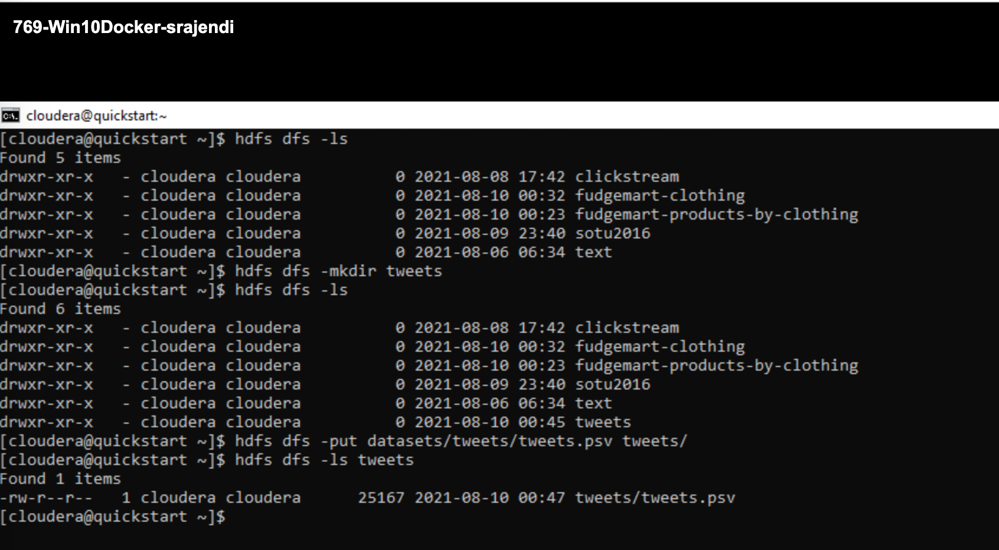 769-Win10Docker-srajendi
cloudera@quickstart:~
[cloudera@quickstart ~]$ hdfs dfs -ls
Found 5 items
drwxr-xr-x   - cloudera cloudera          0 2021-08-08 17:42 clickstream
drwxr-xr-x   - cloudera cloudera          0 2021-08-10 00:32 fudgemart-clothing
drwxr-xr-x   - cloudera cloudera          0 2021-08-10 00:23 fudgemart-products-by-clothing
drwxr-xr-x   - cloudera cloudera          0 2021-08-09 23:40 sotu2016
drwxr-xr-x   - cloudera cloudera          0 2021-08-06 06:34 text
[cloudera@quickstart ~]$ hdfs dfs -mkdir tweets
[cloudera@quickstart ~]$ hdfs dfs -ls
Found 6 items
drwxr-xr-x   - cloudera cloudera          0 2021-08-08 17:42 clickstream
drwxr-xr-x   - cloudera cloudera          0 2021-08-10 00:32 fudgemart-clothing
drwxr-xr-x   - cloudera cloudera          0 2021-08-10 00:23 fudgemart-products-by-clothing
drwxr-xr-x   - cloudera cloudera          0 2021-08-09 23:40 sotu2016
drwxr-xr-x   - cloudera cloudera          0 2021-08-06 06:34 text
drwxr-xr-x   - cloudera cloudera          0 2021-08-10 00:45 tweets
[cloudera@quickstart ~]$ hdfs dfs -put datasets/tweets/tweets.psv tweets/
[cloudera@quickstart ~]$ hdfs dfs -ls tweets
Found 1 items
-rw-r--r--   1 cloudera cloudera      25167 2021-08-10 00:47 tweets/tweets.psv
[cloudera@quickstart ~]$